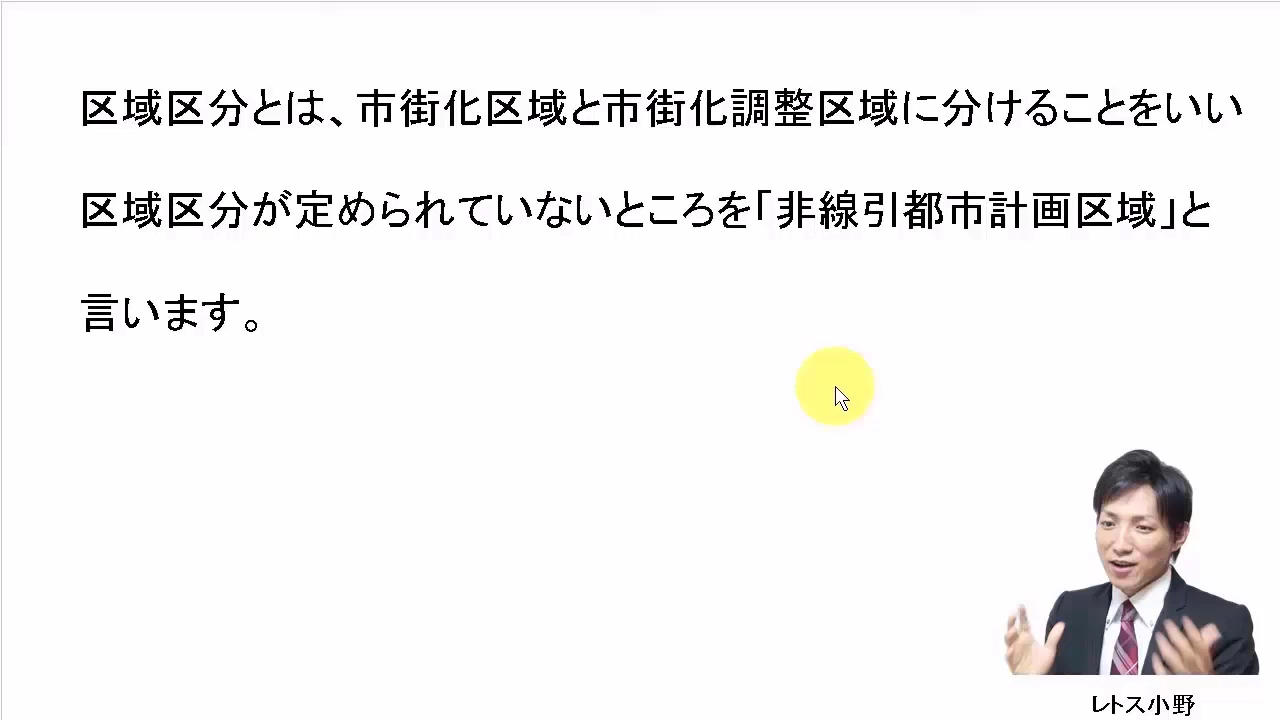 区域区分とは、市街化区域と市街化調整区域に分けることをいい
区域区分が定められていないところを「非線引都市計画区域」と
言います。
レトス小野